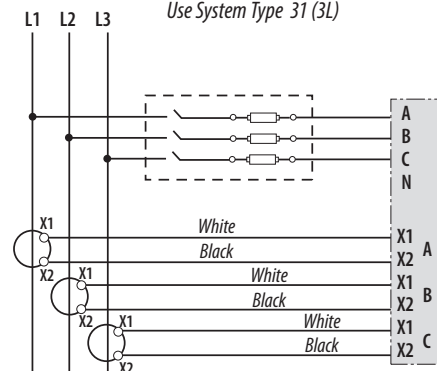 Use System Type 31 (3L)
L1 L2 L3
A
B
C
N
X1 White X1
A
Black X2
X2 X1 White X1
B
Black X2
X2 X1 White X1
C
Black X2
X2